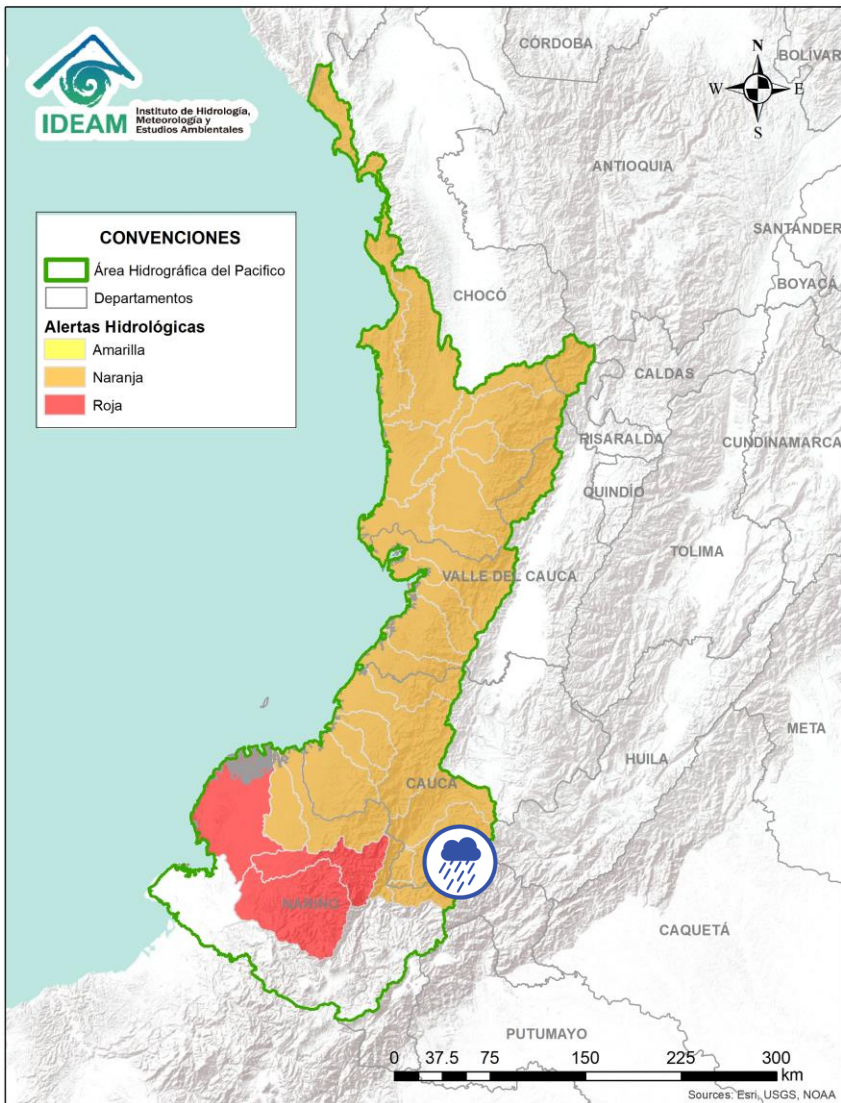 IDEAM
Instituto de Hidrología,
Meteorología y
Estudios Ambientales
N
W
E
S
CÓRDOBA
BOLÍVAR
ANTIOQUIA
SANTANDER
BOYACÁ
CHOCÓ
CALDAS
RISARALDA
CUNDINAMARCA
QUINDÍO
TOLIMA
VALLE DEL CAUCA
META
HUILA
CAUCA
NARIÑO
CAQUETÁ
PUTUMAYO
CONVENCIONES
Área Hidrográfica del Pacifico
Departamentos
Alertas Hidrológicas
Amarilla
Naranja
Roja
0 37.5 75 150 225 300
km
Sources: Esri, USGS, NOAA